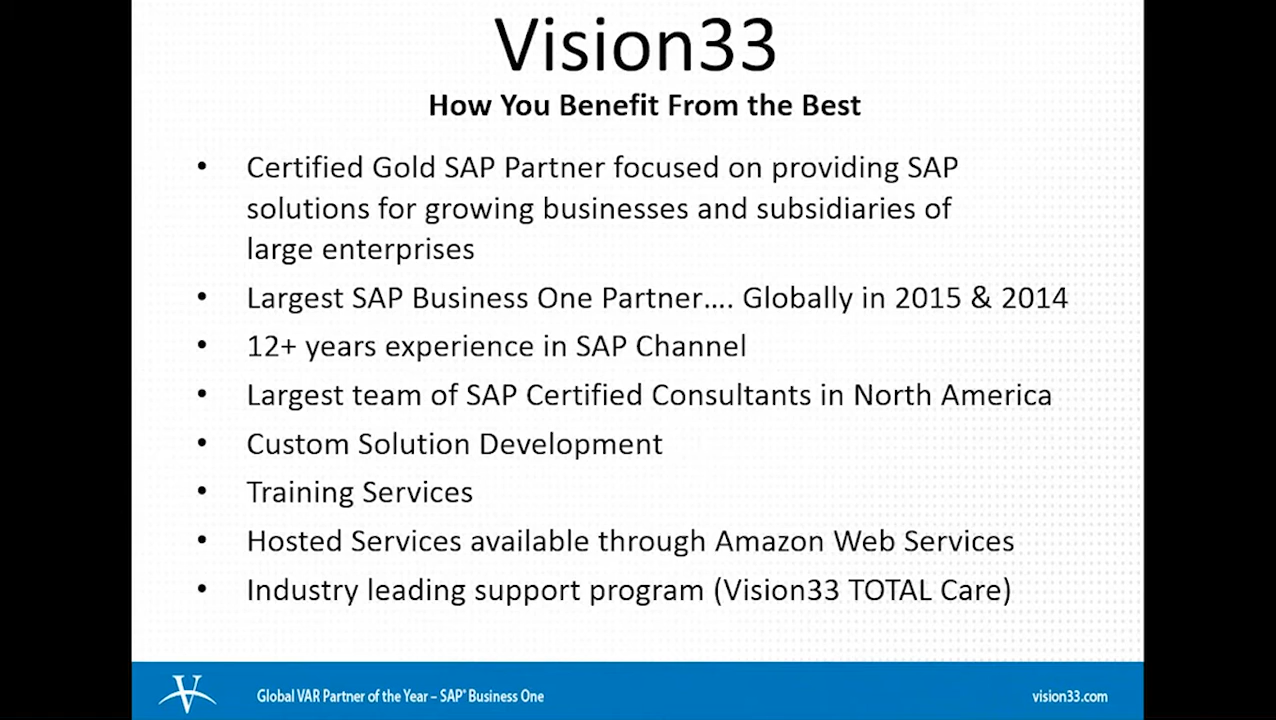 Vision33
How You Benefit From the Best
• Certified Gold SAP Partner focused on providing SAP
solutions for growing businesses and subsidiaries of
large enterprises
• Largest SAP Business One Partner.... Globally in 2015 & 2014
• 12+ years experience in SAP Channel
• Largest team of SAP Certified Consultants in North America
• Custom Solution Development
• Training Services
• Hosted Services available through Amazon Web Services
• Industry leading support program (Vision33 TOTAL Care)
V Global VAR Partner of the Year – SAP® Business One vision33.com